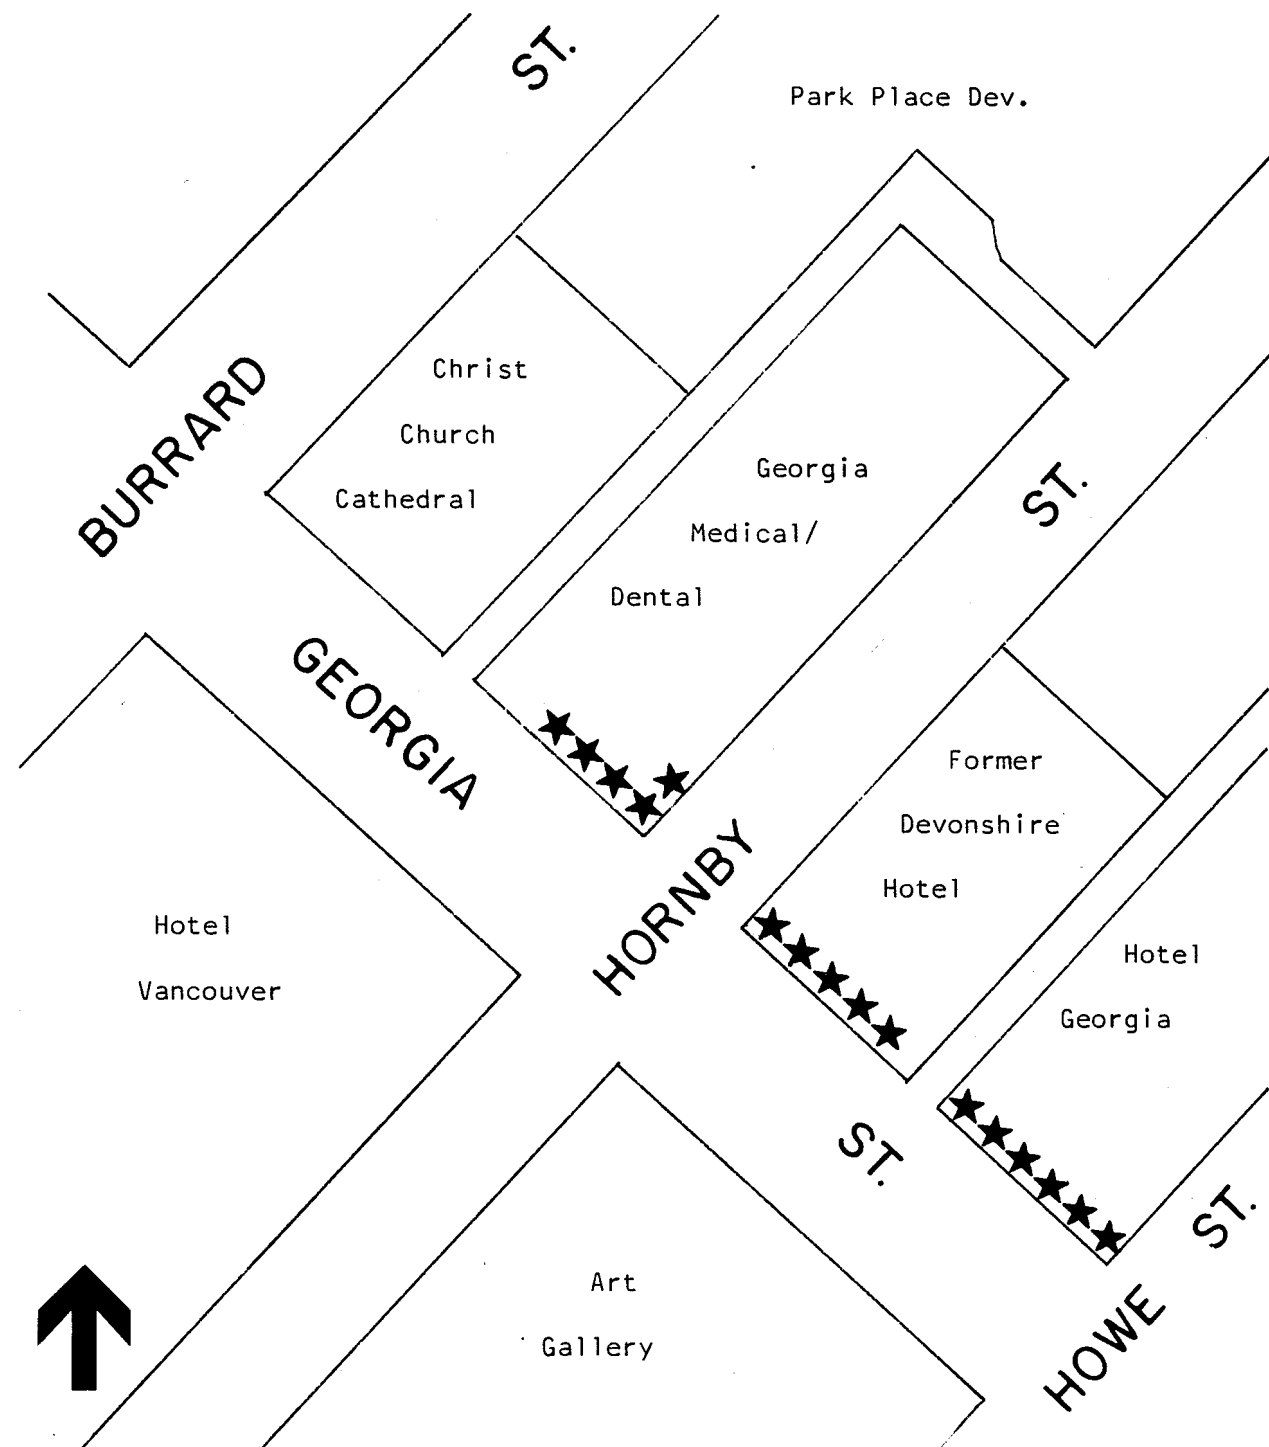 ST.
Park Place Dev.
BURRARD
Christ
Church
Cathedral
Georgia
Medical/
Dental
ST.
GEORGIA
HORNBY
Former
Devonshire
Hotel
Hotel
Vancouver
Hotel
Georgia
ST.
ST.
HOWE
Art
Gallery